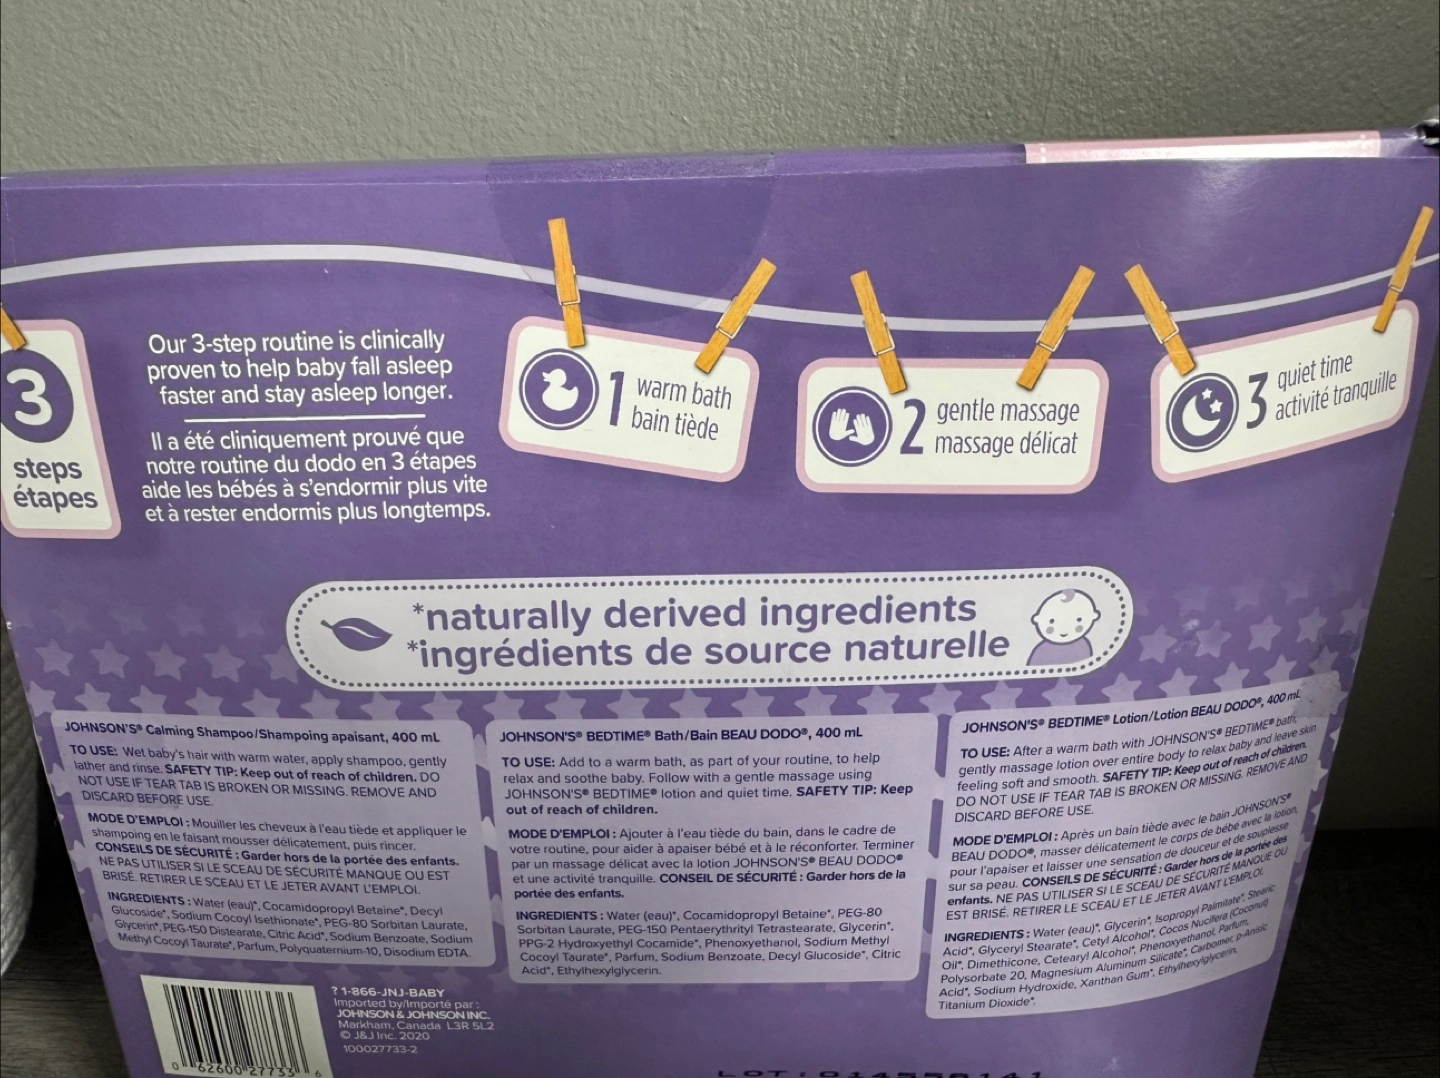 3
steps
étapes
Our 3-step routine is clinically
proven to help baby fall asleep
faster and stay asleep longer.
Il a été cliniquement prouvé que
notre routine du dodo en 3 étapes
aide les bébés à s'endormir plus vite
et à rester endormis plus longtemps.
1 warm bath
bain tiède
2 gentle massage
massage délicat
3 quiet time
activité tranquille
*naturally derived ingredients
*ingrédients de source naturelle
JOHNSON'S® Calming Shampoo/Shampoing apaisant, 400 mL
TO USE: Wet baby's hair with warm water, apply shampoo, gently
lather and rinse. SAFETY TIP: Keep out of reach of children. DO
NOT USE IF TEAR TAB IS BROKEN OR MISSING. REMOVE AND
DISCARD BEFORE USE.
MODE D'EMPLOI : Mouiller les cheveux à l'eau tiède et appliquer le
shampoing en le faisant mousser délicatement, puis rincer.
CONSEILS DE SÉCURITÉ : Garder hors de la portée des enfants.
NE PAS UTILISER SI LE SCEAU DE SÉCURITÉ MANQUE OU EST
BRISÉ. RETIRER LE SCEAU ET LE JETER AVANT L'EMPLOI.
INGREDIENTS : Water (eau)*, Cocamidopropyl Betaine*, Decyl
Glucoside*, Sodium Cocoyl Isethionate*, PEG-80 Sorbitan Laurate,
Glycerin*, PEG-150 Distearate, Citric Acid*, Sodium Benzoate, Sodium
Methyl Cocoyl Taurate*, Parfum, Polyquaternium-10, Disodium EDTA.
JOHNSON'S® BEDTIME® Bath/Bain BEAU DODO®, 400 mL
TO USE: Add to a warm bath, as part of your routine, to help
relax and soothe baby. Follow with a gentle massage using
JOHNSON'S® BEDTIME® lotion and quiet time. SAFETY TIP: Keep
out of reach of children.
MODE D'EMPLOI : Ajouter à l'eau tiède du bain, dans le cadre de
votre routine, pour aider à apaiser bébé et à le réconforter. Terminer
par un massage délicat avec la lotion JOHNSON'S® BEAU DODO®
et une activité tranquille. CONSEIL DE SÉCURITÉ : Garder hors de la
portée des enfants.
INGREDIENTS : Water (eau)*, Cocamidopropyl Betaine*, PEG-80
Sorbitan Laurate, PEG-150 Pentaerythrityl Tetrastearate, Glycerin*,
PPG-2 Hydroxyethyl Cocamide*, Phenoxyethanol, Sodium Methyl
Cocoyl Taurate*, Parfum, Sodium Benzoate, Decyl Glucoside*, Citric
Acid*, Ethylhexylglycerin.
JOHNSON'S® BEDTIME® Lotion/Lotion BEAU DODO®, 400 mL
TO USE: After a warm bath with JOHNSON'S® BEDTIME® bath,
gently massage lotion over entire body to relax baby and leave skin
feeling soft and smooth. SAFETY TIP: Keep out of reach of children.
DO NOT USE IF TEAR TAB IS BROKEN OR MISSING. REMOVE AND
DISCARD BEFORE USE.
MODE D'EMPLOI : Après un bain tiède avec le bain JOHNSON'S®
BEAU DODO®, masser délicatement le corps de bébé avec la lotion,
pour l'apaiser et laisser une sensation de douceur et de souplesse
sur sa peau. CONSEILS DE SÉCURITÉ : Garder hors de la portée des
enfants. NE PAS UTILISER SI LE SCEAU DE SÉCURITÉ MANQUE OU
EST BRISÉ. RETIRER LE SCEAU ET LE JETER AVANT L'EMPLOI.
INGREDIENTS : Water (eau)*, Glycerin*, Isopropyl Palmitate*, Stearic
Acid*, Glyceryl Stearate*, Cetyl Alcohol*, Cocos Nucifera (Coconut)
Oil*, Dimethicone, Cetearyl Alcohol*, Phenoxyethanol, Parfum,
Polysorbate 20, Magnesium Aluminum Silicate*, Carbomer, p-Anisic
Acid*, Sodium Hydroxide, Xanthan Gum*, Ethylhexylglycerin,
Titanium Dioxide*.
? 1-866-JNJ-BABY
Imported by/Importé par :
JOHNSON & JOHNSON INC.
Markham, Canada L3R 5L2
© J&J Inc. 2020
100027733-2
0 62600 27733 6